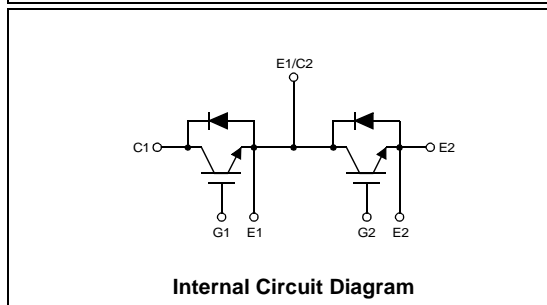 E1/C2
C1 E2
G1 E1 G2 E2
Internal Circuit Diagram